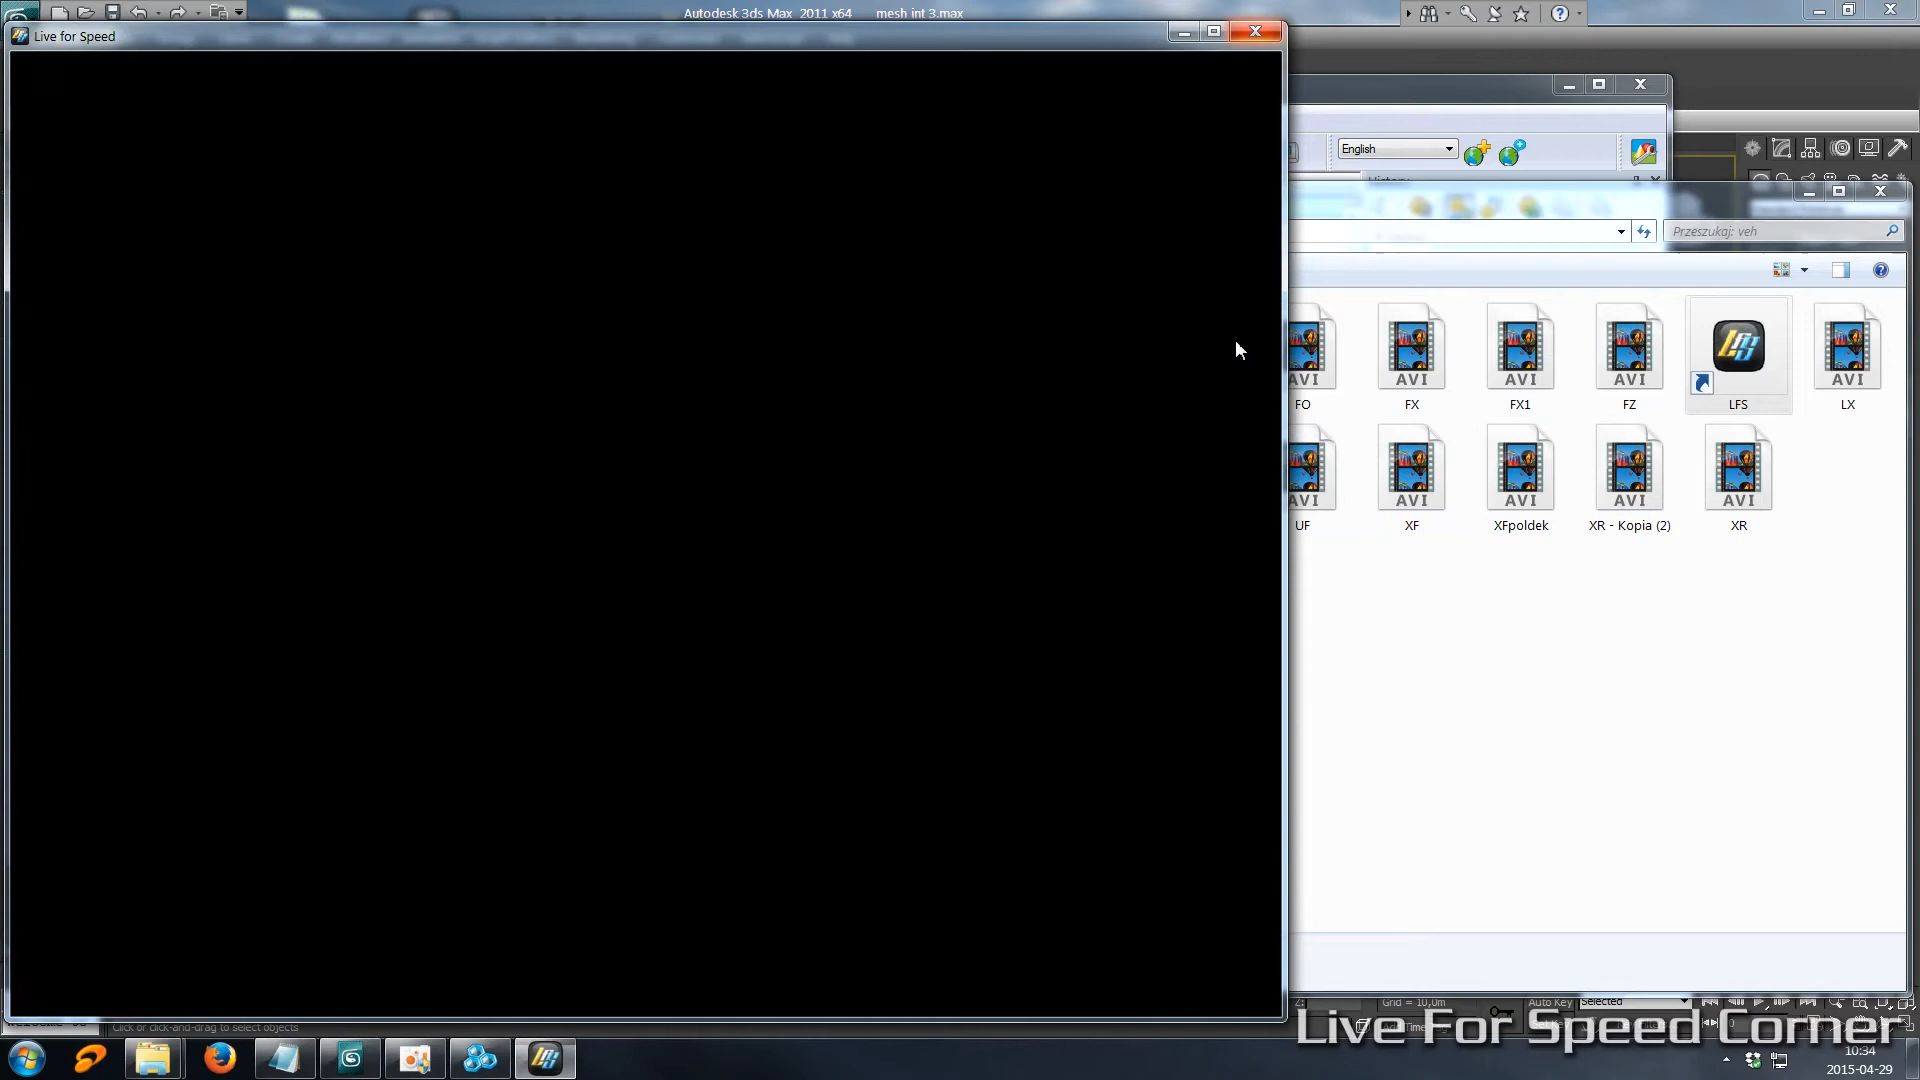 Autodesk 3ds Max 2011 x64 mesh int 3.max
Live for Speed
English
History
Przeszukaj: veh
AVI AVI AVI AVI AVI
FO FX FX1 FZ LFS LX
AVI AVI AVI AVI AVI
UF XF XFpoldek XR - Kopia (2) XR
Z: Grid = 10,0m Auto Key Selected
Click or click-and-drag to select objects
Live For Speed Corner
10:34
2015-04-29